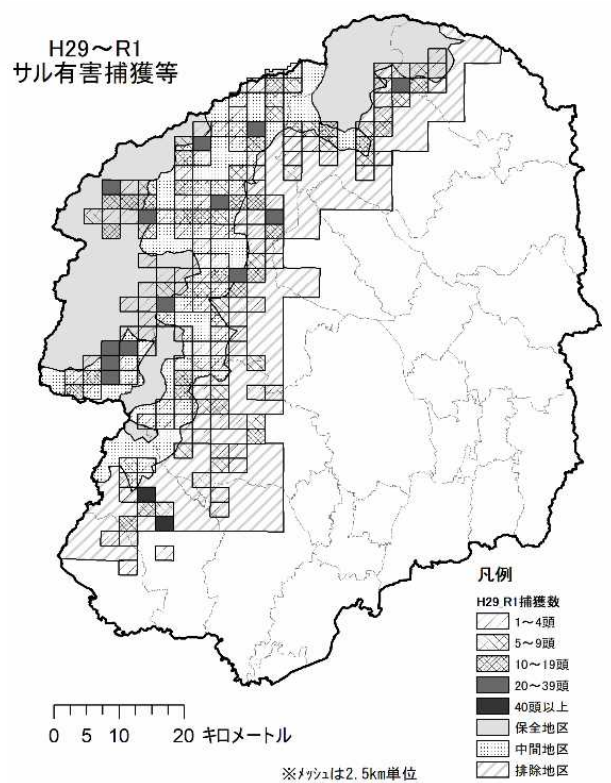 H29～R1
サル有害捕獲等
凡例
H29_R1捕獲数
1～4頭
5～9頭
10～19頭
20～39頭
40頭以上
保全地区
中間地区
排除地区
0 5 10 20 キロメートル
※メッシュは2.5km単位